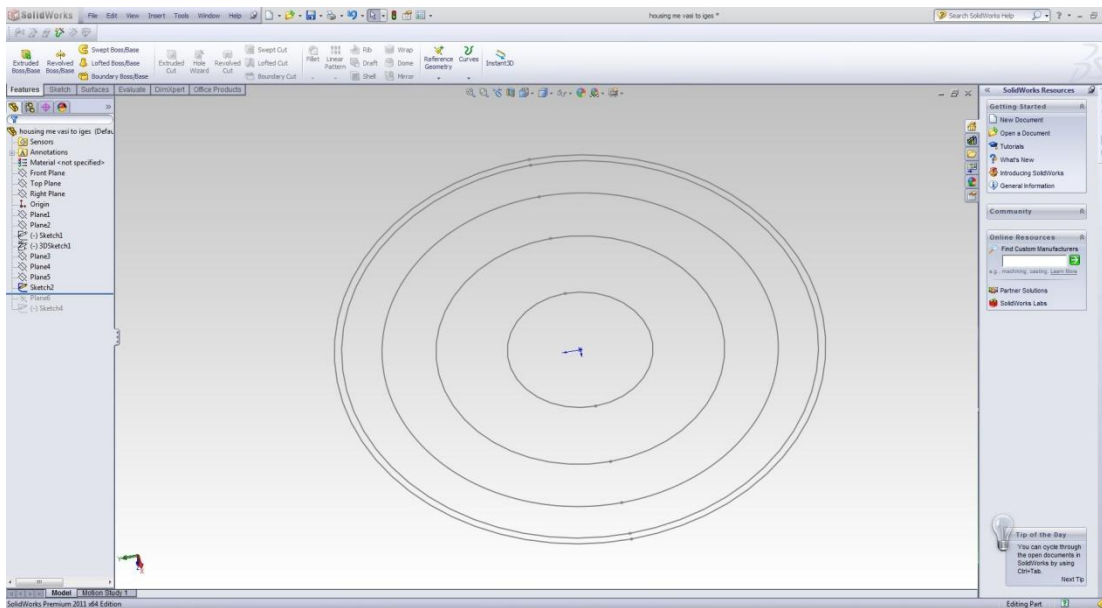 SolidWorks File Edit View Insert Tools Window Help housing me vasi to iges * Search SolidWorks Help
Extruded Boss/Base Revolved Boss/Base Swept Boss/Base Lofted Boss/Base Boundary Boss/Base Extruded Cut Hole Wizard Revolved Cut Swept Cut Lofted Cut Boundary Cut Fillet Linear Pattern Rib Draft Shell Wrap Dome Mirror Reference Geometry Curves Instant3D
Features Sketch Surfaces Evaluate DimXpert Office Products
housing me vasi to iges (Defau
Sensors
Annotations
Material <not specified>
Front Plane
Top Plane
Right Plane
Origin
Plane1
Plane2
(-) Sketch1
(-) 3DSketch1
Plane3
Plane4
Plane5
Sketch2
Plane6
(-) Sketch4
SolidWorks Resources
Getting Started
New Document
Open a Document
Tutorials
What's New
Introducing SolidWorks
General Information
Community
Online Resources
Find Custom Manufacturers
e.g. machining, casting Learn More
Partner Solutions
SolidWorks Labs
Tip of the Day
You can cycle through
the open documents in
SolidWorks by using
Ctrl+Tab.
Next Tip
Model Motion Study 1
SolidWorks Premium 2011 x64 Edition Editing Part